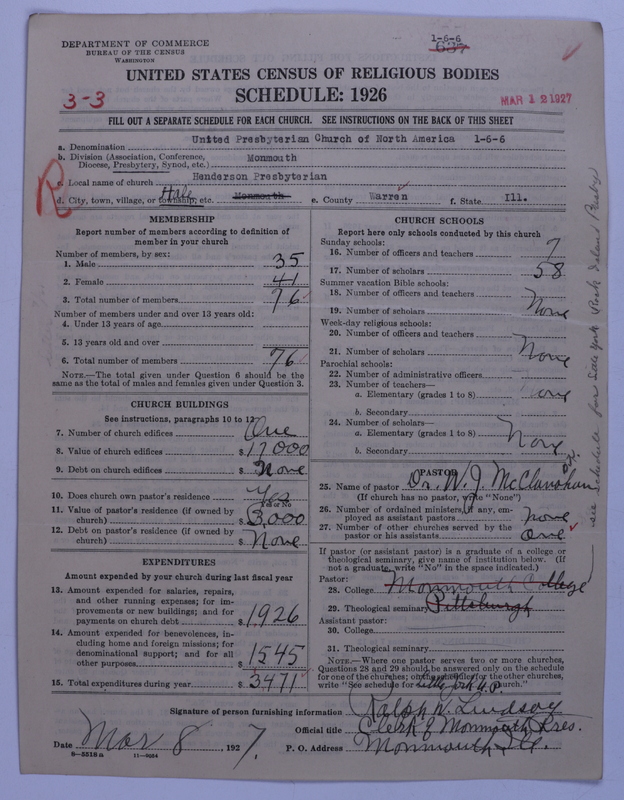 DEPARTMENT OF COMMERCE
BUREAU OF THE CENSUS
WASHINGTON
1-6-6
637
UNITED STATES CENSUS OF RELIGIOUS BODIES
3-3
SCHEDULE: 1926
MAR 12 1927
FILL OUT A SEPARATE SCHEDULE FOR EACH CHURCH. SEE INSTRUCTIONS ON THE BACK OF THIS SHEET
a. Denomination United Presbyterian Church of North America 1-6-6
b. Division (Association, Conference, Diocese, Presbytery, Synod, etc.) Monmouth
R
c. Local name of church Henderson Presbyterian
d. City, town, village, or township, etc. Hale Monmouth e. County Warren f. State Ill.
MEMBERSHIP
Report number of members according to definition of member in your church
Number of members, by sex:
1. Male 35
2. Female 41
3. Total number of members 76
Number of members under and over 13 years old:
4. Under 13 years of age
5. 13 years old and over
6. Total number of members 76
NOTE.—The total given under Question 6 should be the same as the total of males and females given under Question 3.
CHURCH BUILDINGS
See instructions, paragraphs 10 to 12
7. Number of church edifices One
8. Value of church edifices $17000
9. Debt on church edifices $ None
10. Does church own pastor's residence Yes
Yes or No
11. Value of pastor's residence (if owned by church) $3,000
12. Debt on pastor's residence (if owned by church) $ None
EXPENDITURES
Amount expended by your church during last fiscal year
13. Amount expended for salaries, repairs, and other running expenses; for improvements or new buildings; and for payments on church debt $1926
14. Amount expended for benevolences, including home and foreign missions; for denominational support; and for all other purposes $1545
15. Total expenditures during year $3471
CHURCH SCHOOLS
Report here only schools conducted by this church
Sunday schools:
16. Number of officers and teachers 7
17. Number of scholars 58
Summer vacation Bible schools:
18. Number of officers and teachers
19. Number of scholars None
Week-day religious schools:
20. Number of officers and teachers
21. Number of scholars None
Parochial schools:
22. Number of administrative officers
23. Number of teachers—
a. Elementary (grades 1 to 8) None
b. Secondary
24. Number of scholars—
a. Elementary (grades 1 to 8) None
b. Secondary
PASTOR
25. Name of pastor Dr. W. J. McClanahan
(If church has no pastor, write "None")
26. Number of ordained ministers, if any, employed as assistant pastors none
27. Number of other churches served by the pastor or his assistants One
If pastor (or assistant pastor) is a graduate of a college or theological seminary, give name of institution below. (If not a graduate, write "No" in the space indicated.)
Pastor:
28. College Monmouth College
29. Theological seminary Pittsburgh
Assistant pastor:
30. College
31. Theological seminary
NOTE.—Where one pastor serves two or more churches, Questions 28 and 29 should be answered only on the schedule for one of the churches; on the schedules for the other churches, write "See schedule for Little York U.P. Church."
see schedule for Little York Rock Island Presby
Signature of person furnishing information Ralph W. Lindsay
Official title Clerk of Monmouth Pres.
Date Mar 8, 1927.
P. O. Address Monmouth, Ill.
8—5518 a 11—9024